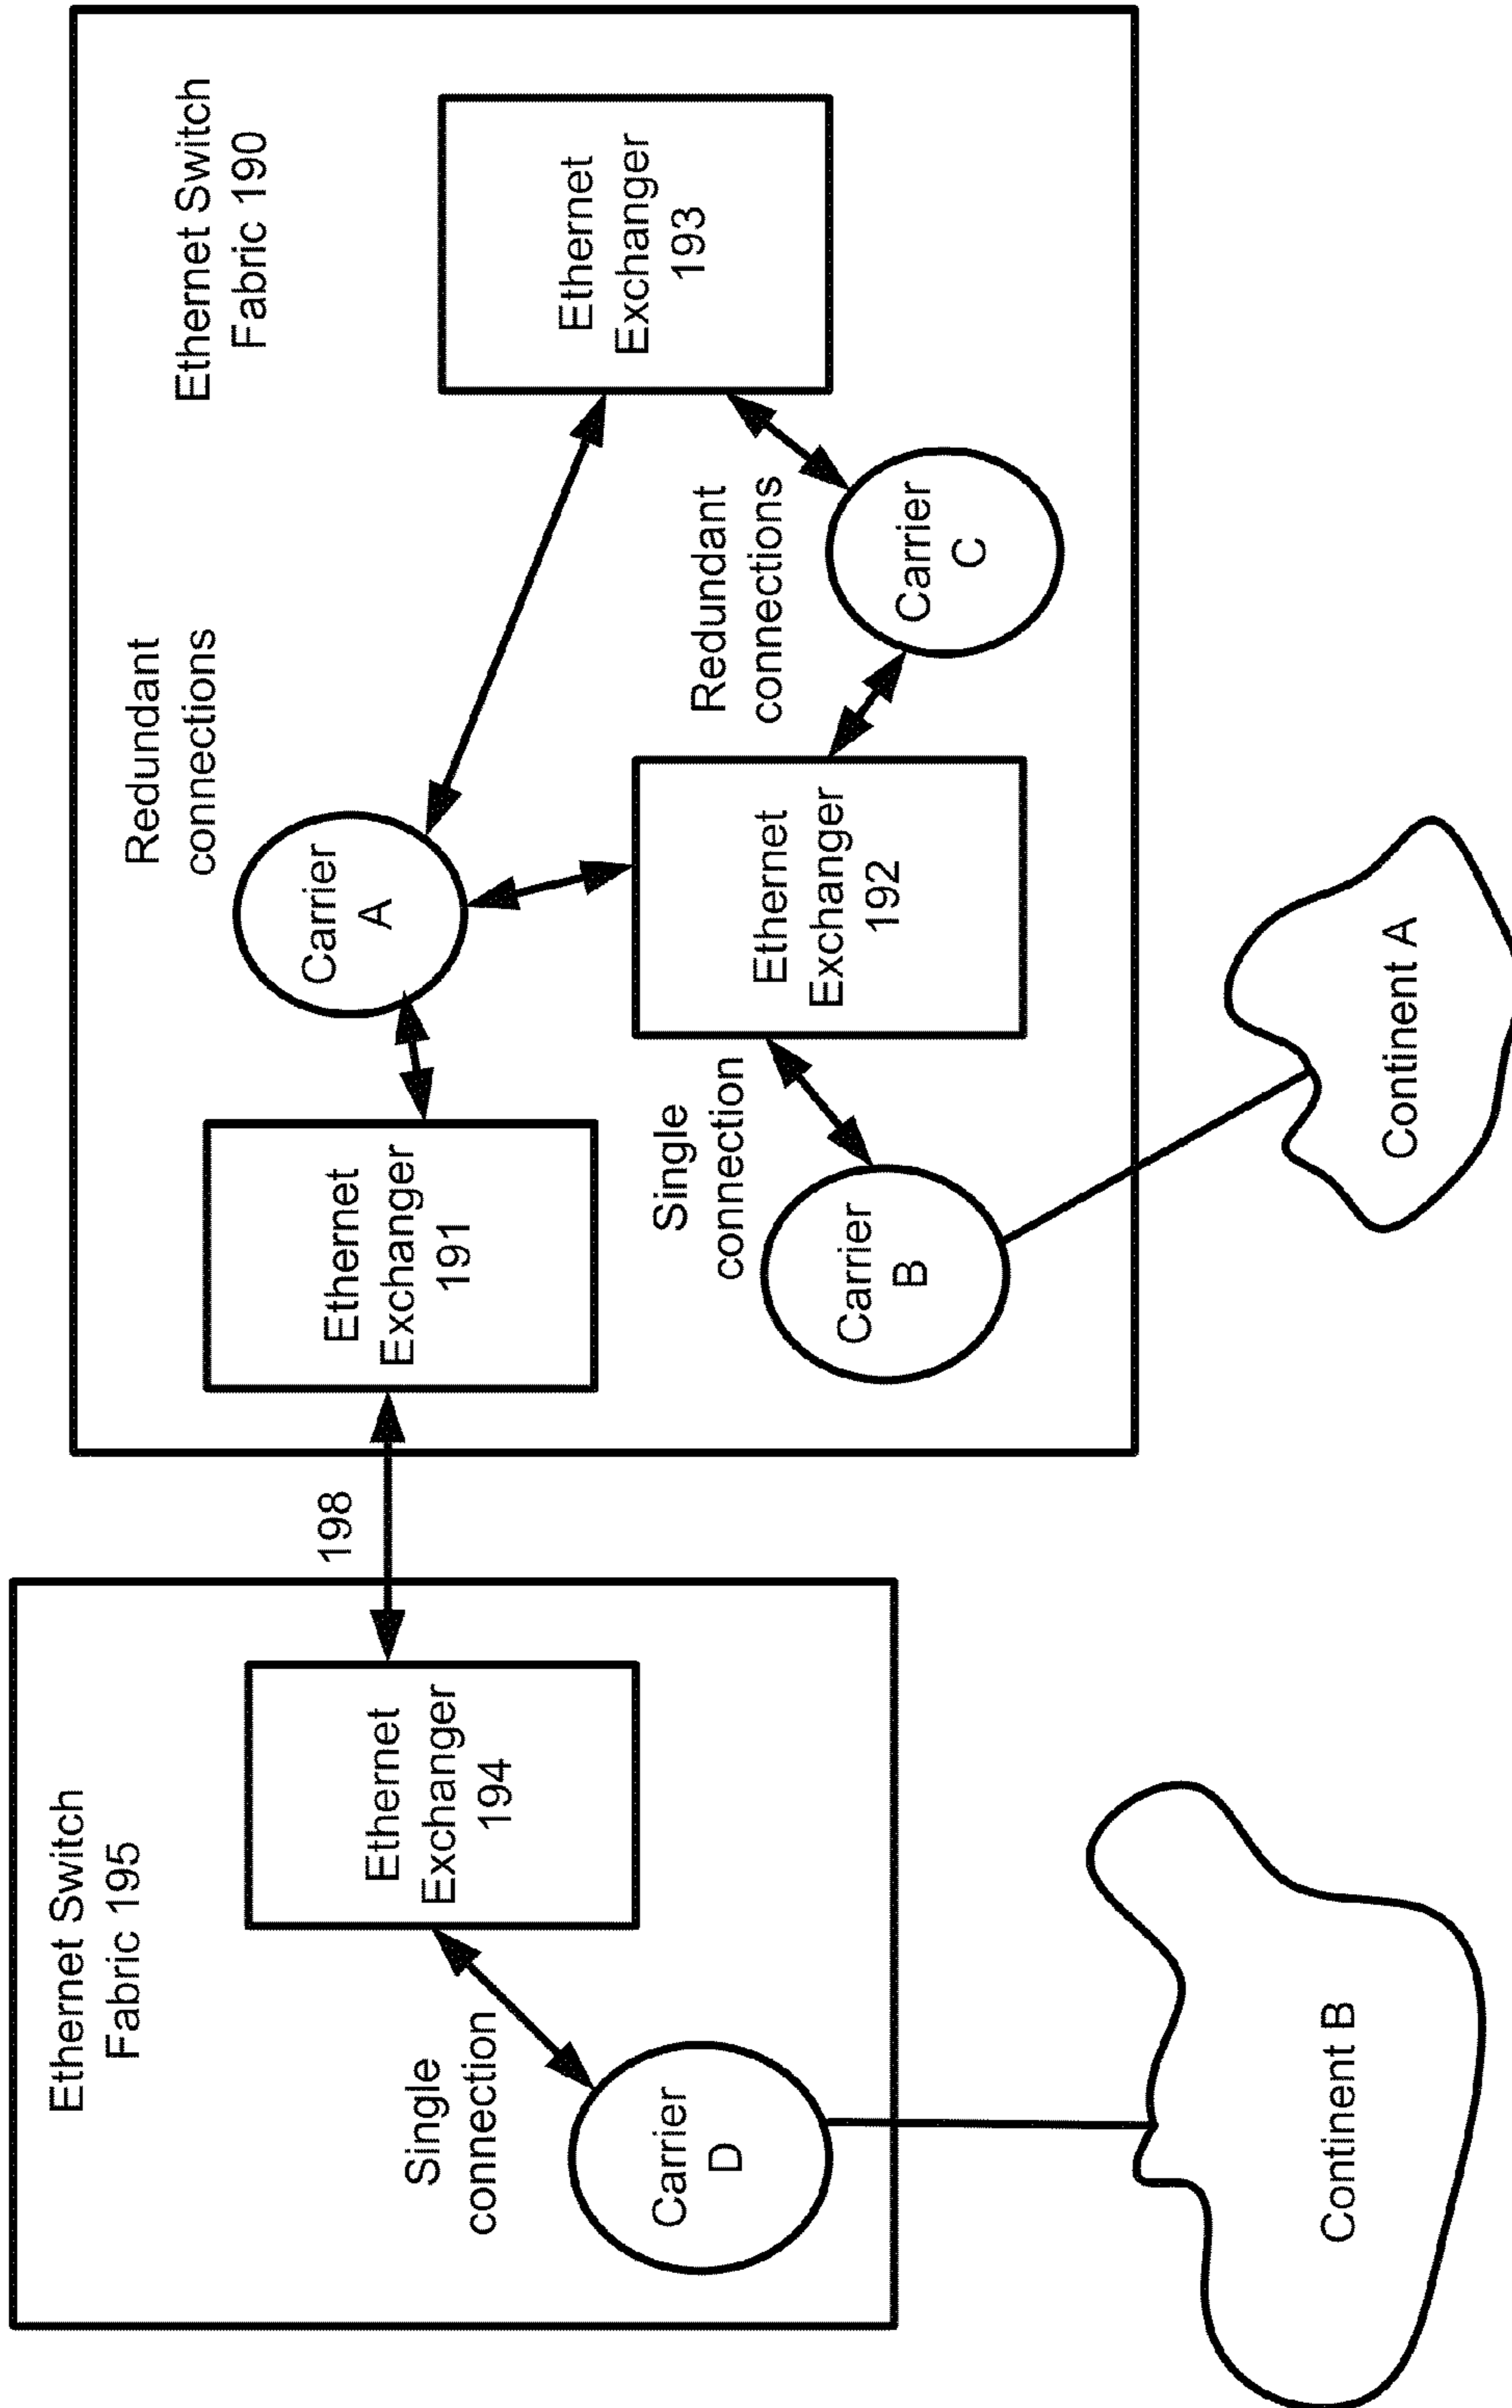 Ethernet Switch
Fabric 195
Ethernet
Exchanger
194
Single
connection
Carrier
D
Continent B
198
Ethernet Switch
Fabric 190
Redundant
connections
Carrier
A
Ethernet
Exchanger
191
Ethernet
Exchanger
193
Redundant
connections
Single
connection
Ethernet
Exchanger
192
Carrier
B
Carrier
C
Continent A